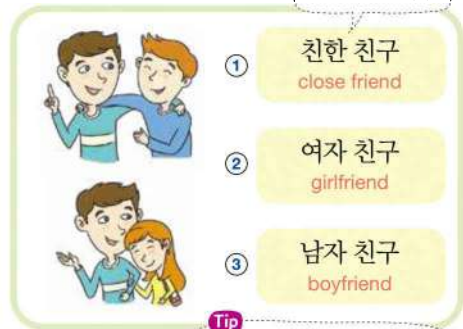 ① 친한 친구
close friend
② 여자 친구
girlfriend
③ 남자 친구
boyfriend
Tip